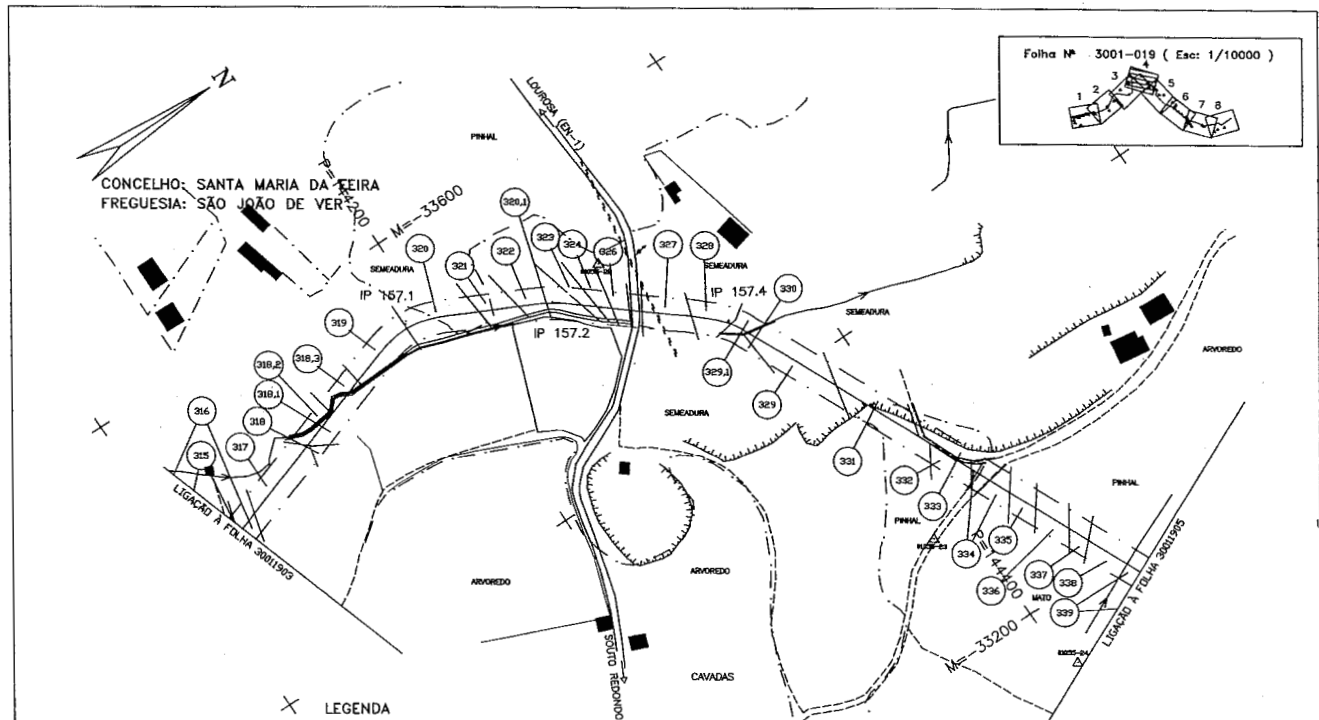 Folha Nº 3001-019 ( Esc: 1/10000 )
1 2 3 4 5 6 7 8
N
CONCELHO: SANTA MARIA DA FEIRA
FREGUESIA: SÃO JOÃO DE VER
LOUROSA (EN-1)
PINHAL
M=-33600
SEMEADURA
SEMEADURA
SEMEADURA
SEMEADURA
IP 157.1
IP 157.2
IP 157.4
315
316
317
318
318,1
318,2
318,3
319
320
321
322
320,1
323
324
326
327
328
330
329,1
329
331
332
333
334
335
336
337
338
339
ARVOREDO
ARVOREDO
ARVOREDO
PINHAL
PINHAL
MATO
M=-33200
LIGAÇÃO À FOLHA 30011903
LIGAÇÃO À FOLHA 30011905
SOUTO REDONDO
CAVADAS
LEGENDA